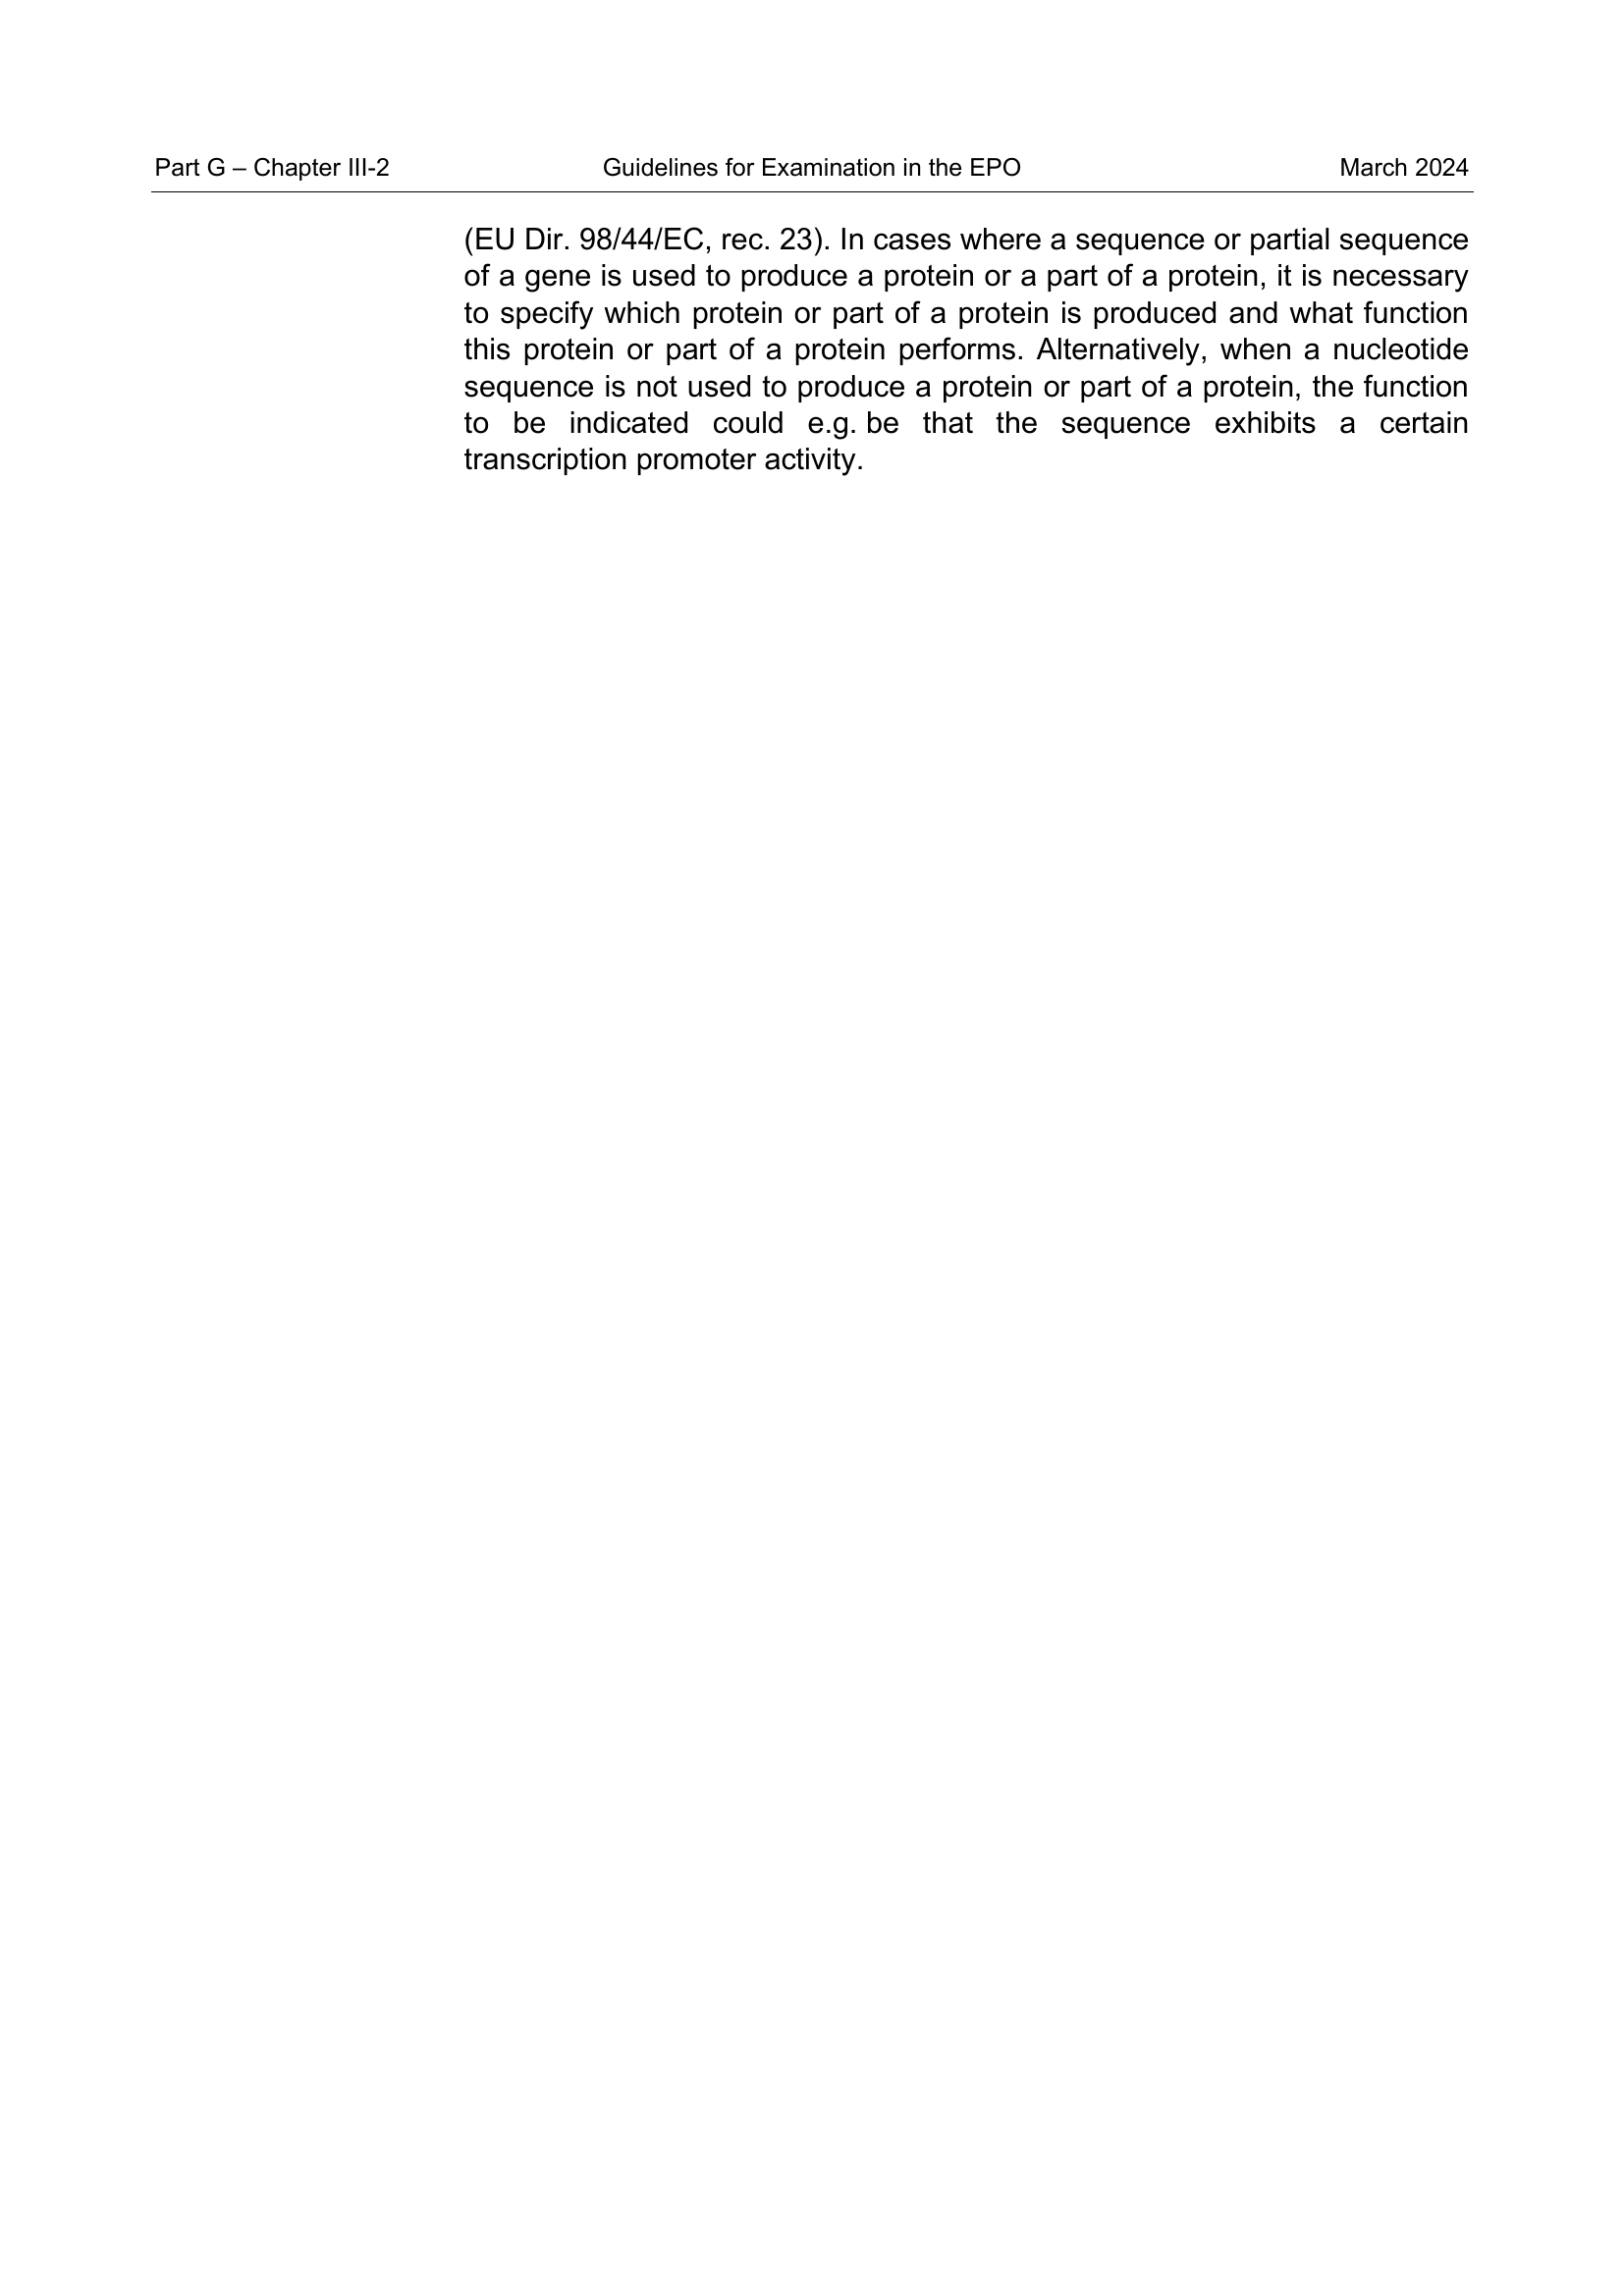 Part G – Chapter III-2 Guidelines for Examination in the EPO March 2024
(EU Dir. 98/44/EC, rec. 23). In cases where a sequence or partial sequence
of a gene is used to produce a protein or a part of a protein, it is necessary
to specify which protein or part of a protein is produced and what function
this protein or part of a protein performs. Alternatively, when a nucleotide
sequence is not used to produce a protein or part of a protein, the function
to be indicated could e.g. be that the sequence exhibits a certain
transcription promoter activity.